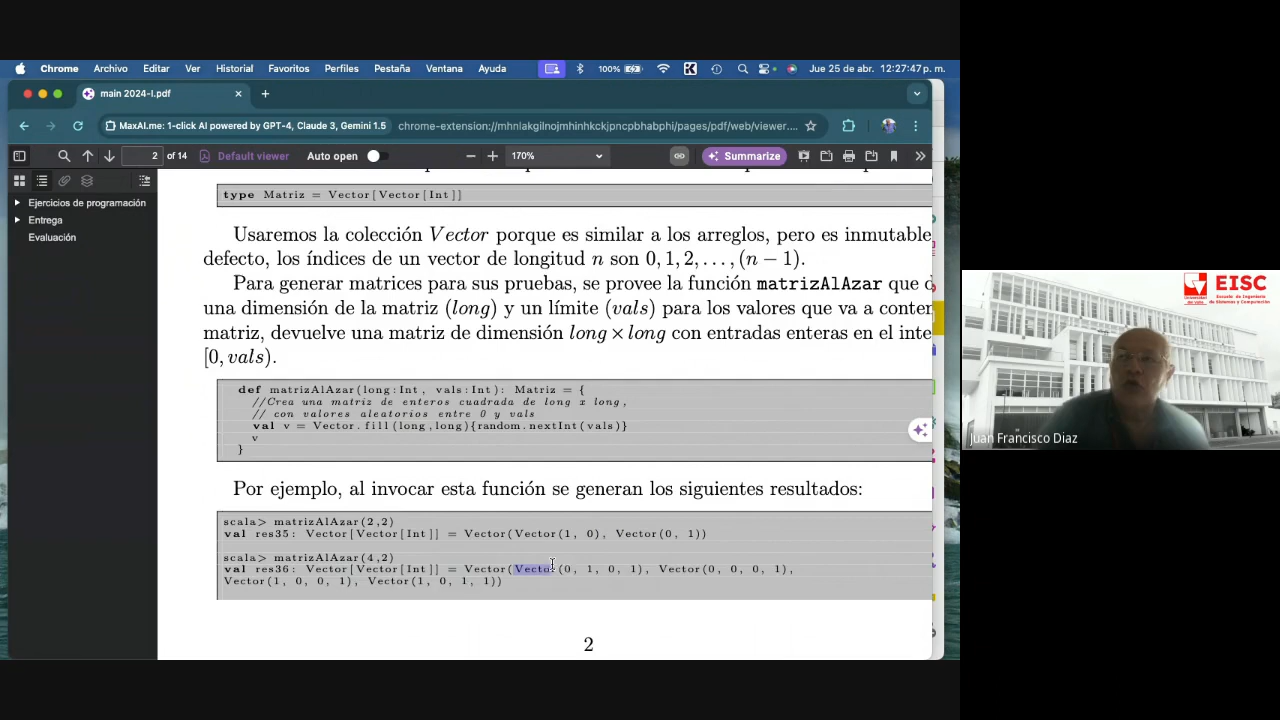 Chrome Archivo Editar Ver Historial Favoritos Perfiles Pestaña Ventana Ayuda 100% Jue 25 de abr. 12:27:47 p. m.
main 2024-I.pdf
MaxAI.me: 1-click AI powered by GPT-4, Claude 3, Gemini 1.5 chrome-extension://mhnlakgilnojmhinhkckjpncpbhabphi/pages/pdf/web/viewer....
2 of 14 Default viewer Auto open 170% Summarize
Ejercicios de programación
Entrega
Evaluación
type Matriz = Vector[Vector[Int]]
Usaremos la colección Vector porque es similar a los arreglos, pero es inmutable
defecto, los índices de un vector de longitud n son 0, 1, 2, . . . , (n − 1).
Para generar matrices para sus pruebas, se provee la función matrizAlAzar que d
una dimensión de la matriz (long), y un límite (vals) para los valores que va a conten
matriz, devuelve una matriz de dimensión long × long con entradas enteras en el inte
[0, vals).
def matrizAlAzar(long:Int, vals:Int): Matriz = {
//Crea una matriz de enteros cuadrada de long x long,
// con valores aleatorios entre 0 y vals
val v = Vector.fill(long,long){random.nextInt(vals)}
v
}
Por ejemplo, al invocar esta función se generan los siguientes resultados:
scala> matrizAlAzar(2,2)
val res35: Vector[Vector[Int]] = Vector(Vector(1, 0), Vector(0, 1))
scala> matrizAlAzar(4,2)
val res36: Vector[Vector[Int]] = Vector(Vector(0, 1, 0, 1), Vector(0, 0, 0, 1),
Vector(1, 0, 0, 1), Vector(1, 0, 1, 1))
2
EISC
Escuela de Ingeniería
de Sistemas y Computación
Juan Francisco Diaz